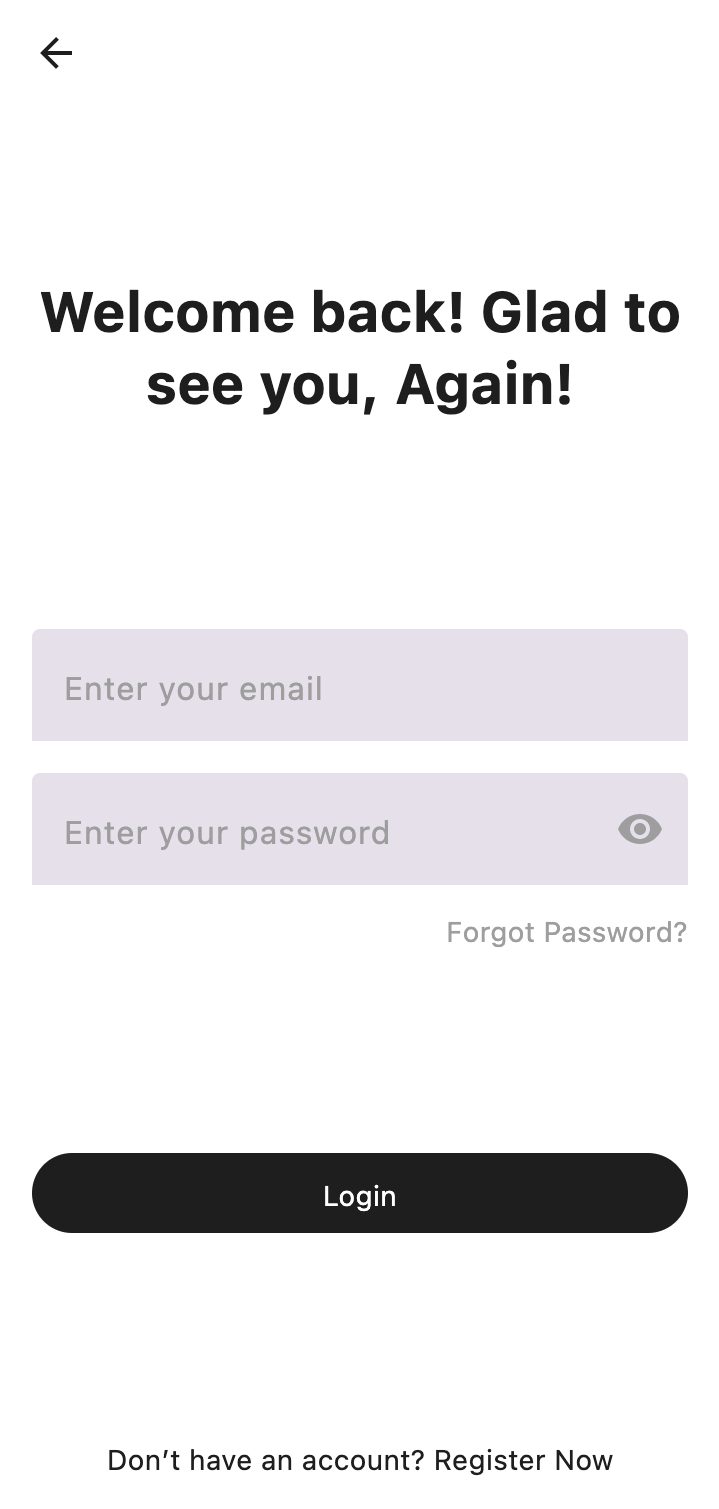 Welcome back! Glad to
see you, Again!
Enter your email
Enter your password
Forgot Password?
Login
Don’t have an account? Register Now